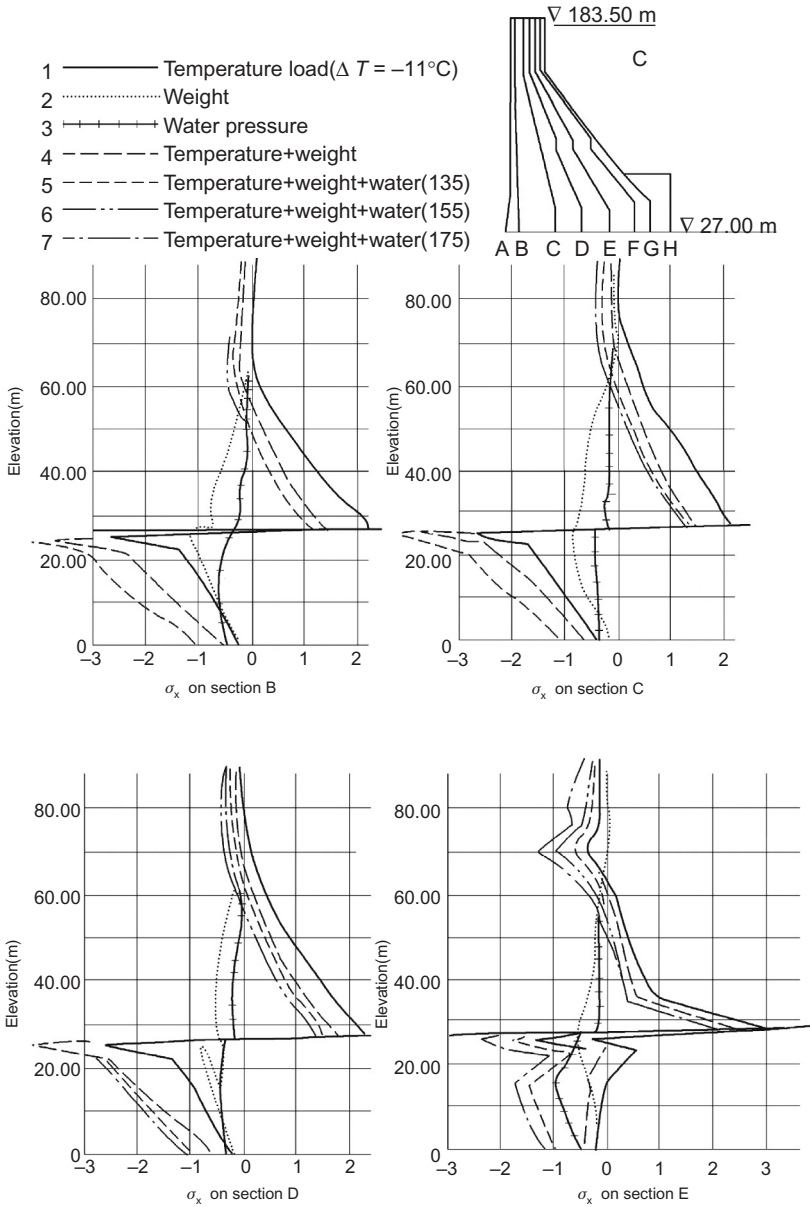 ∇ 183.50 m
C
1 Temperature load(Δ T = –11°C)
2 Weight
3 Water pressure
4 Temperature+weight
5 Temperature+weight+water(135)
6 Temperature+weight+water(155)
7 Temperature+weight+water(175)
∇ 27.00 m
A B C D E F G H
80.00
60.00
40.00
20.00
0
Elevation(m)
–3 –2 –1 0 1 2
σx on section B
80.00
60.00
40.00
20.00
0
Elevation(m)
–3 –2 –1 0 1 2
σx on section C
80.00
60.00
40.00
20.00
0
Elevation(m)
–3 –2 –1 0 1 2
σx on section D
80.00
60.00
40.00
20.00
0
Elevation(m)
–3 –2 –1 0 1 2 3
σx on section E